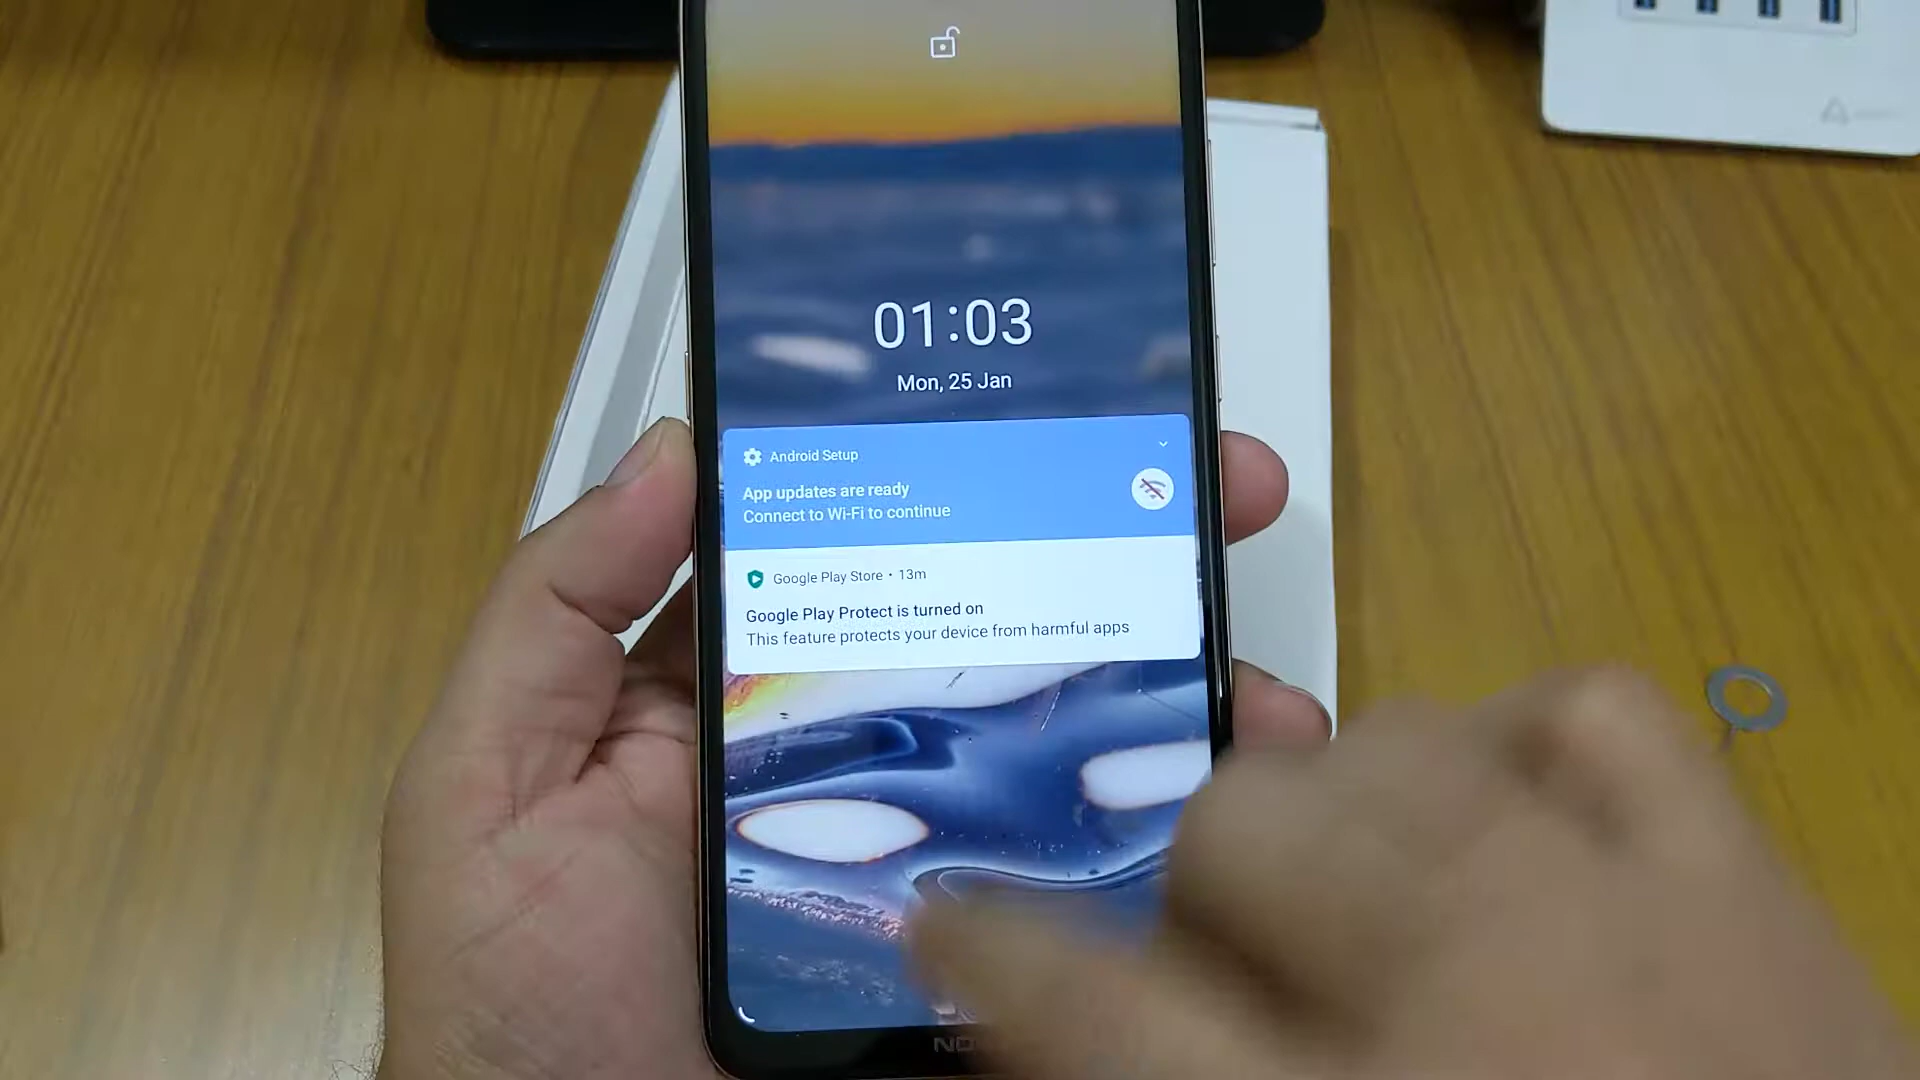 01:03
Mon, 25 Jan
Android Setup
App updates are ready
Connect to Wi-Fi to continue
Google Play Store • 13m
Google Play Protect is turned on
This feature protects your device from harmful apps